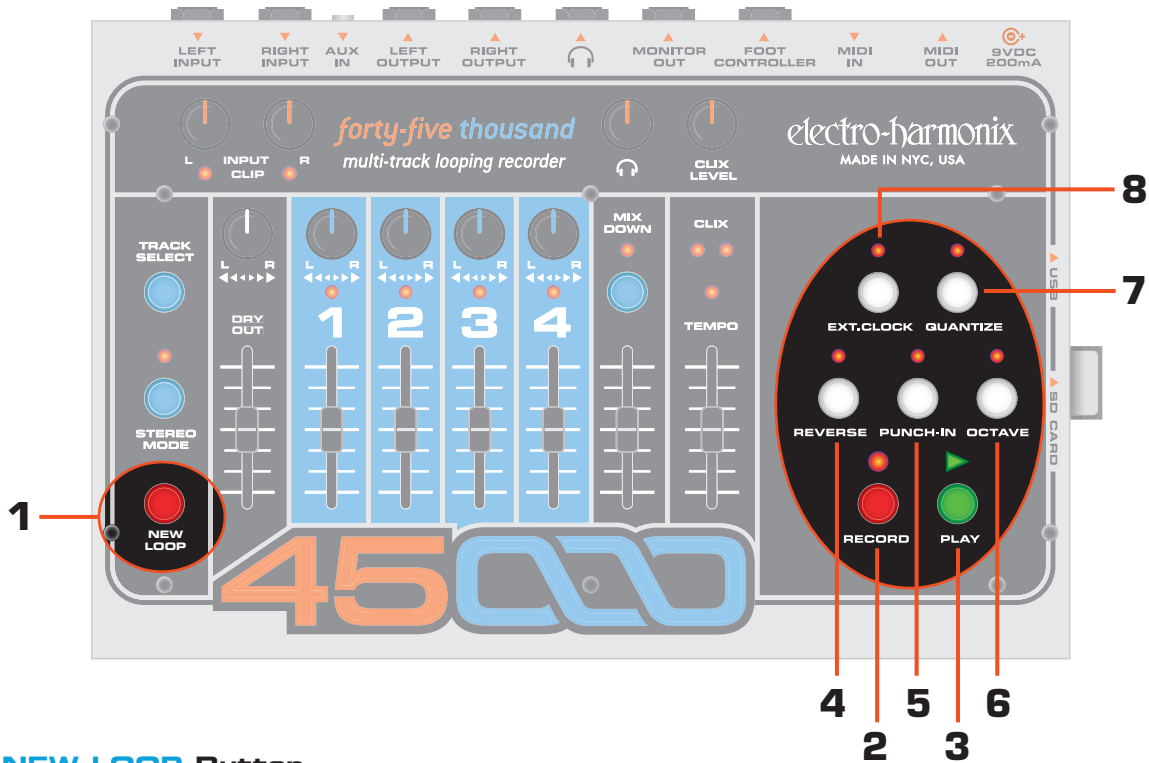 LEFT INPUT
RIGHT INPUT
AUX IN
LEFT OUTPUT
RIGHT OUTPUT
MONITOR OUT
FOOT CONTROLLER
MIDI IN
MIDI OUT
9VDC 200mA
forty-five thousand
multi-track looping recorder
electro-harmonix
MADE IN NYC, USA
L INPUT R
CLIP
CLIX LEVEL
TRACK SELECT
STEREO MODE
NEW LOOP
L R
DRY OUT
L R
1
L R
2
L R
3
L R
4
MIX DOWN
CLIX
TEMPO
EXT.CLOCK QUANTIZE
REVERSE PUNCH-IN OCTAVE
RECORD PLAY
USB
SD CARD
45000
1
8
7
4
5
6
2
3
NEW LOOP Button